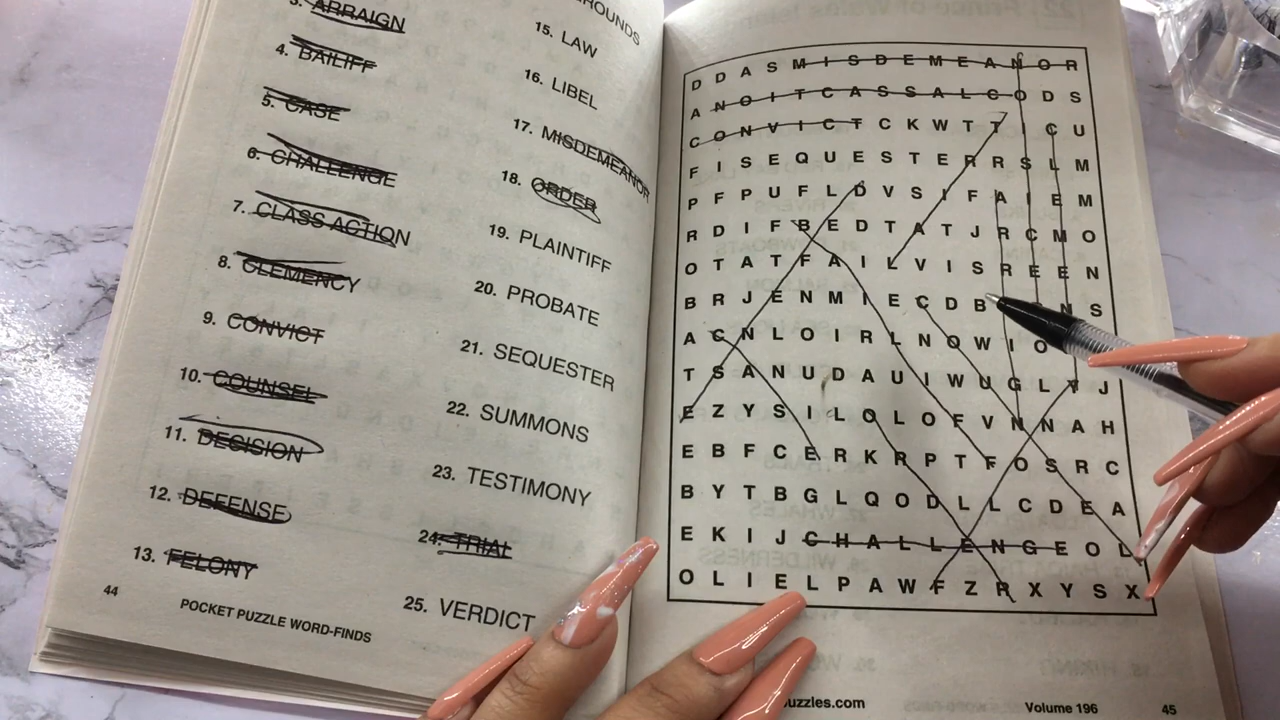 3. ARRAIGN
4. BAILIFF
5. CASE
6. CHALLENGE
7. CLASS ACTION
8. CLEMENCY
9. CONVICT
10. COUNSEL
11. DECISION
12. DEFENSE
13. FELONY
44 POCKET PUZZLE WORD-FINDS
15. LAW
16. LIBEL
17. MISDEMEANOR
18. ORDER
19. PLAINTIFF
20. PROBATE
21. SEQUESTER
22. SUMMONS
23. TESTIMONY
24. TRIAL
25. VERDICT
D D A S M I S D E M E A N O R
A N O I T C A S S A L C O D S
C O N V I C T C K W T T I C U
F I S E Q U E S T E R R S L M
P F P U F L D V S I F A I E M
R D I F B E D T A T J R C M O
O T A T F A I L V I S R E E N
B R J E N M I E C D B N S
A C N L O I R L N O W I O
T S A N U D A U I W U G L Y J
E Z Y S I L O L O F V N N A H
E B F C E R K R P T F O S R C
B Y T B G L Q O D L L C D E A
E K I J C H A L L E N G E O L
O L I E L P A W F Z R X Y S X
Volume 196 45